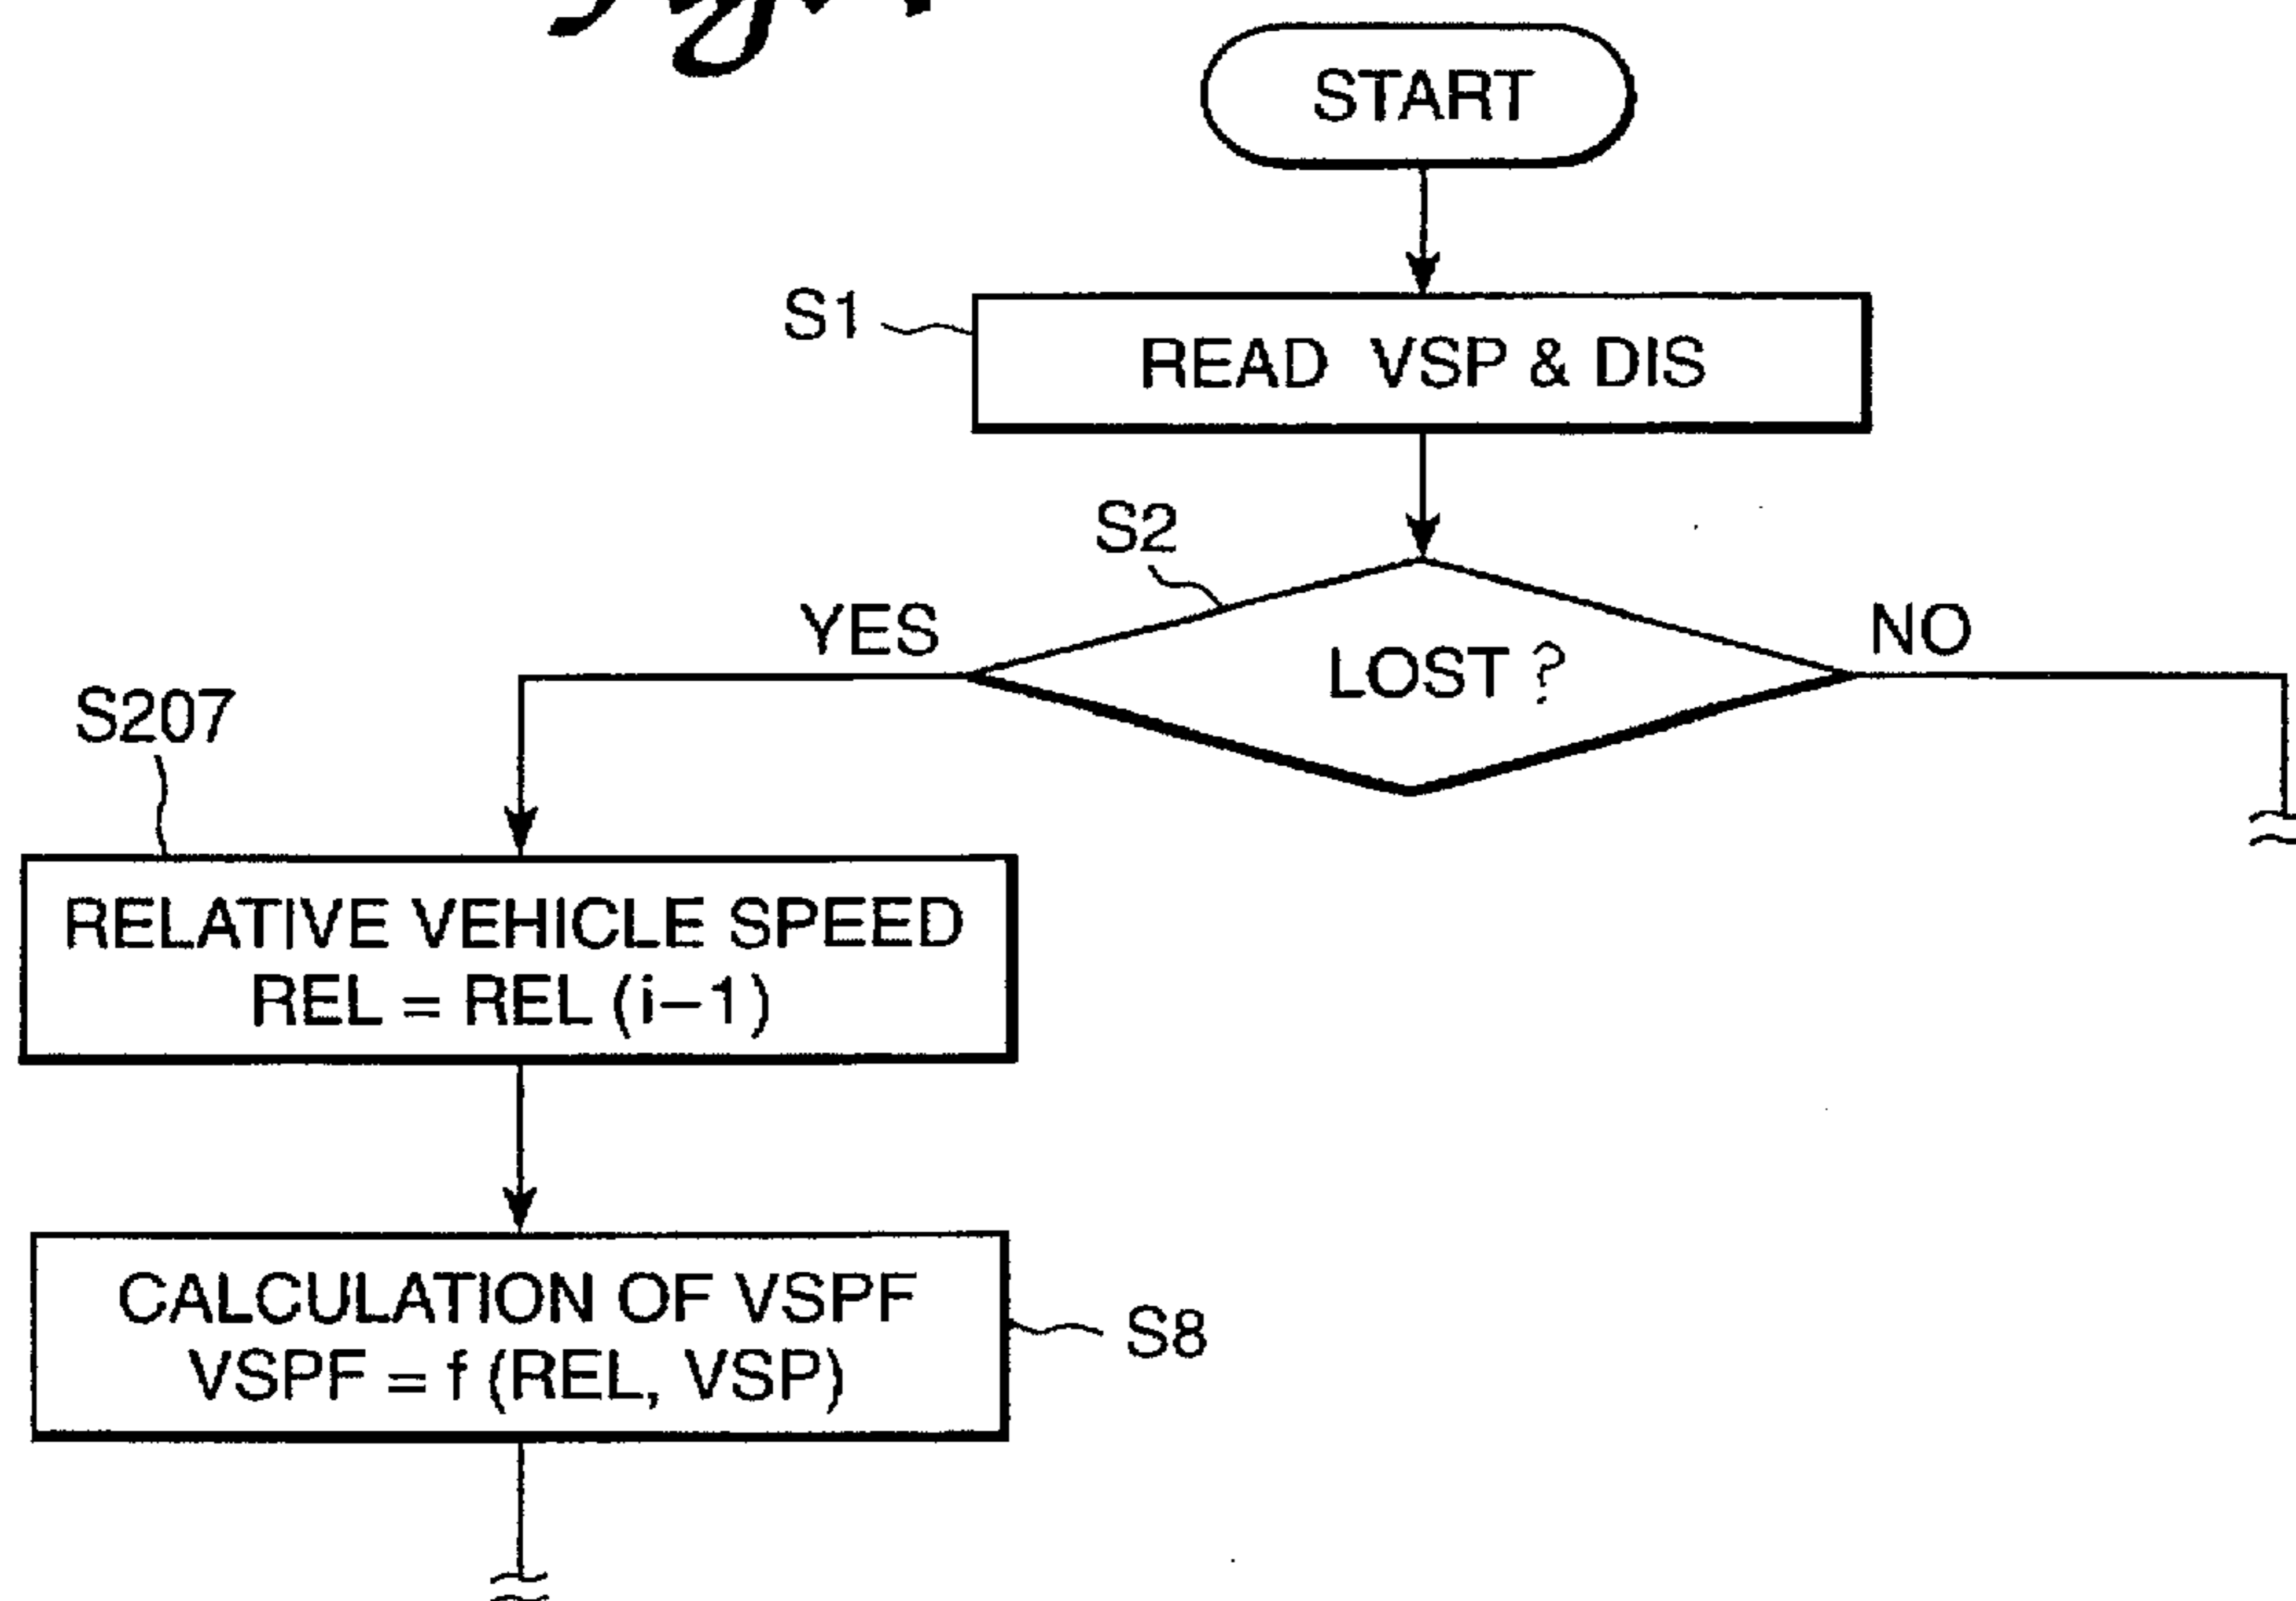 START
S1
READ VSP & DIS
S2
YES
LOST ?
NO
S207
RELATIVE VEHICLE SPEED
REL = REL (i−1)
CALCULATION OF VSPF
VSPF = f (REL, VSP)
S8